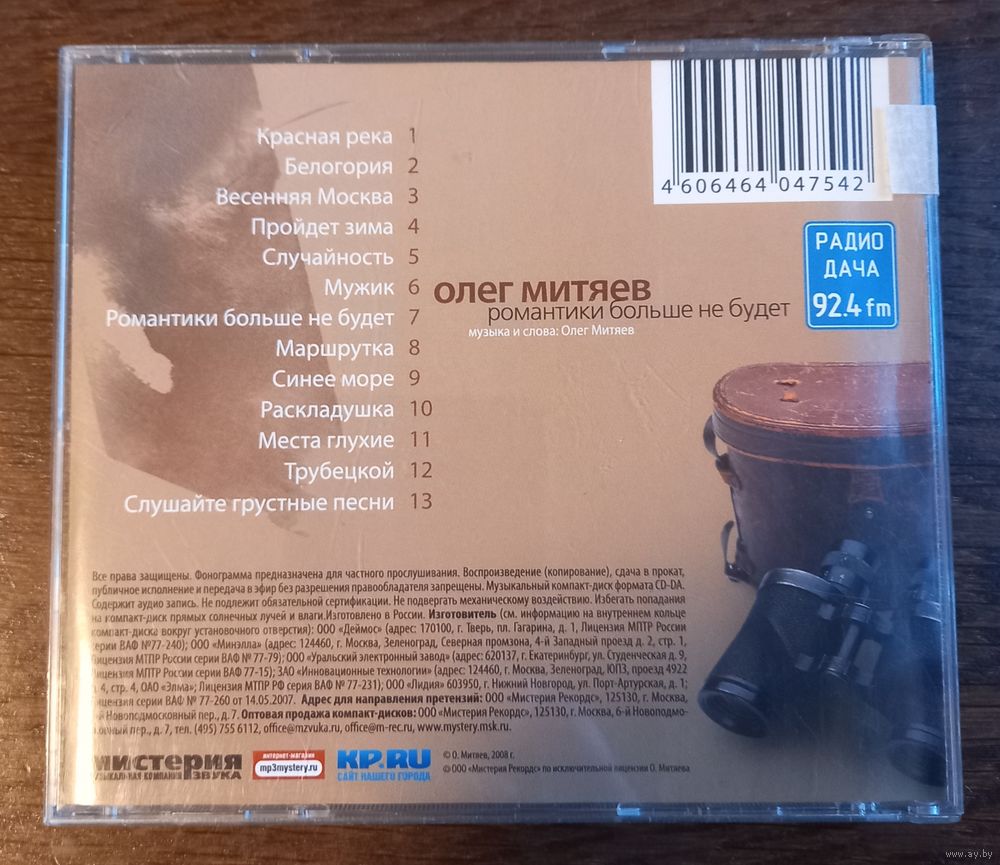 Красная река 1
Белогория 2
Весенняя Москва 3
Пройдет зима 4
Случайность 5
Мужик 6
Романтики больше не будет 7
Маршрутка 8
Синее море 9
Раскладушка 10
Места глухие 11
Трубецкой 12
Слушайте грустные песни 13
4 606464 047542
РАДИО
ДАЧА
92.4 fm
олег митяев
романтики больше не будет
музыка и слова: Олег Митяев
Все права защищены. Фонограмма предназначена для частного прослушивания. Воспроизведение (копирование), сдача в прокат,
публичное исполнение и передача в эфир без разрешения правообладателя запрещены. Музыкальный компакт-диск формата CD-DA.
Содержит аудио запись. Не подлежит обязательной сертификации. Не подвергать механическому воздействию. Избегать попадания
на компакт-диск прямых солнечных лучей и влаги.Изготовлено в России. Изготовитель (см. информацию на внутреннем кольце
компакт-диска вокруг установочного отверстия): ООО «Деймос» (адрес: 170100, г. Тверь, пл. Гагарина, д. 1, Лицензия МПТР России
серии ВАФ №77-240); ООО «Минэлла» (адрес: 124460, г. Москва, Зеленоград, Северная промзона, 4-й Западный проезд д. 2, стр. 1,
Лицензия МТПР России серии ВАФ № 77-79); ООО «Уральский электронный завод» (адрес: 620137, г. Екатеринбург, ул. Студенческая д. 9,
Лицензия МТПР России серии ВАФ 77-15); ЗАО «Инновационные технологии» (адрес: 124460, г. Москва, Зеленоград, ЮПЗ, проезд 4922
д. 4, стр. 4, ОАО «Элма»; Лицензия МТПР РФ серия ВАФ № 77-231); ООО «Лидия» 603950, г. Нижний Новгород, ул. Порт-Артурская, д. 1;
Лицензия серии ВАФ № 77-260 от 14.05.2007. Адрес для направления претензий: ООО «Мистерия Рекордс», 125130, г. Москва,
6-й Новоподмосковный пер., д. 7. Оптовая продажа компакт-дисков: ООО «Мистерия Рекордс», 125130, г. Москва, 6-й Новоподмо-
сковный пер., д. 7, тел. (495) 755 6112, office@mzvuka.ru, office@m-rec.ru, www.mystery.msk.ru.
мистерия
МУЗЫКАЛЬНАЯ КОМПАНИЯ ЗВУКА
интернет-магазин
mp3mystery.ru
KP.RU
САЙТ НАШЕГО ГОРОДА
© О. Митяев, 2008 г.
℗ ООО «Мистерия Рекордс» по исключительной лицензии О. Митяева
www.ay.by